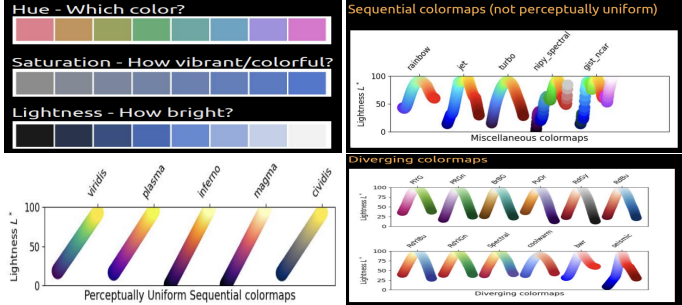 Hue - Which color?
Saturation - How vibrant/colorful?
Lightness - How bright?
Sequential colormaps (not perceptually uniform)
rainbow
jet
turbo
nipy_spectral
gist_ncar
Lightness L*
100
50
0
Miscellaneous colormaps
viridis
plasma
inferno
magma
cividis
Lightness L*
100
50
0
Perceptually Uniform Sequential colormaps
Diverging colormaps
PiYG
PRGn
BrBG
PuOr
RdGy
RdBu
Lightness L*
100
75
50
25
0
RdYlBu
RdYlGn
Spectral
coolwarm
bwr
seismic
Lightness L*
100
75
50
25
0
Diverging colormaps